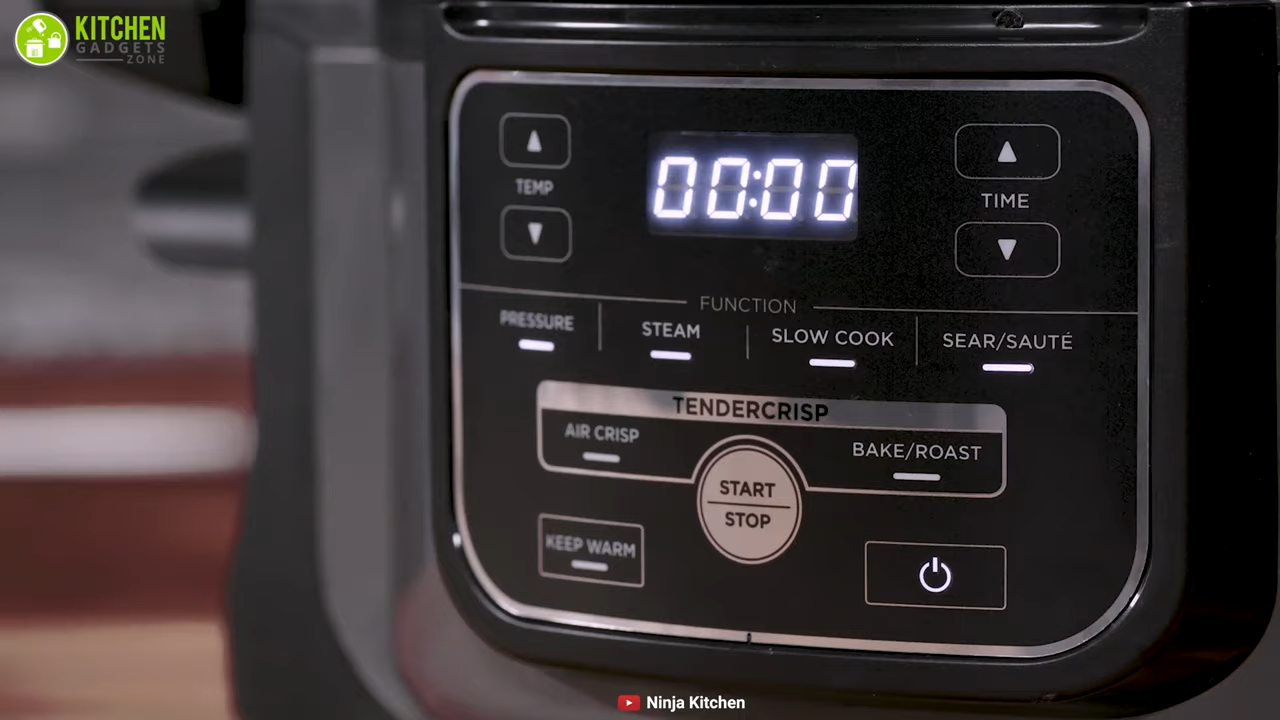 KITCHEN
GADGETS
ZONE
00:00
TEMP
TIME
FUNCTION
PRESSURE
STEAM
SLOW COOK
SEAR/SAUTÉ
TENDERCRISP
AIR CRISP
BAKE/ROAST
START
STOP
KEEP WARM
Ninja Kitchen